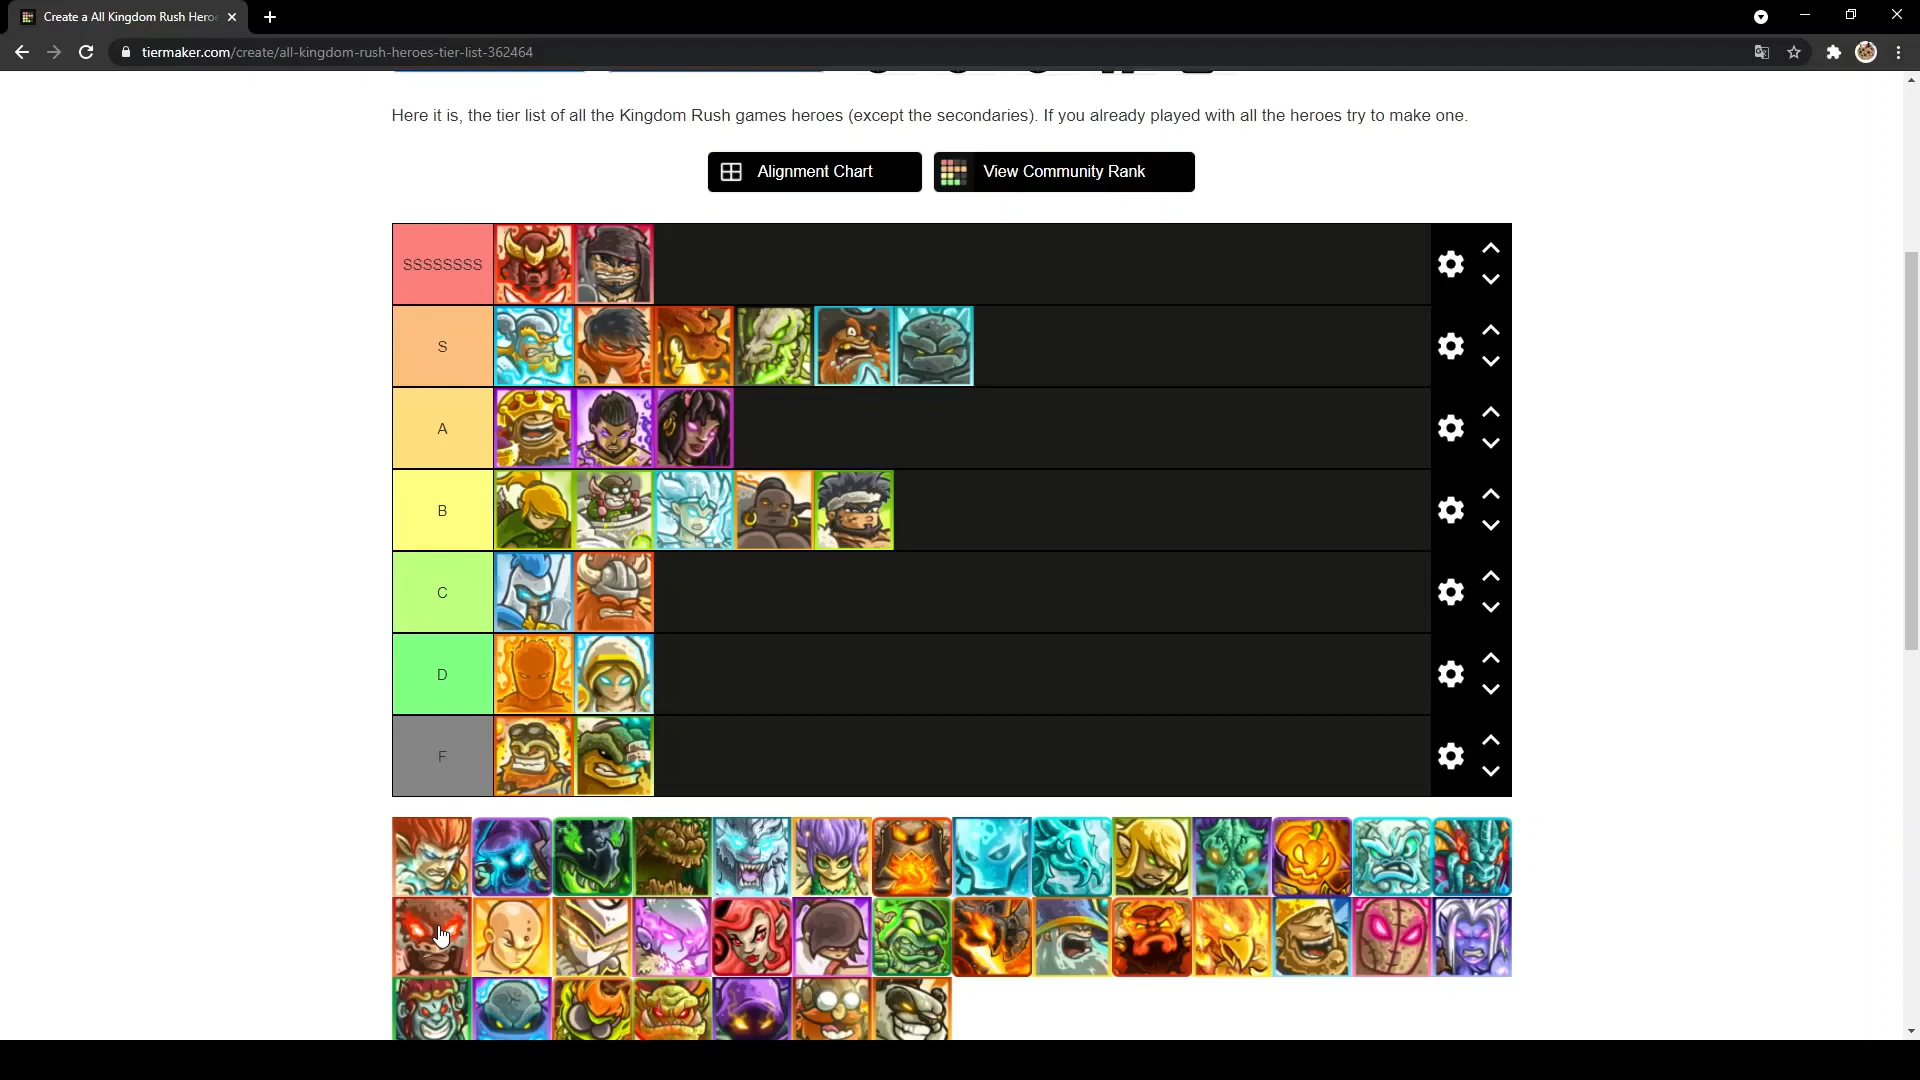 Create a All Kingdom Rush Hero
tiermaker.com/create/all-kingdom-rush-heroes-tier-list-362464
Here it is, the tier list of all the Kingdom Rush games heroes (except the secondaries). If you already played with all the heroes try to make one.
Alignment Chart
View Community Rank
SSSSSSSS
S
A
B
C
D
F